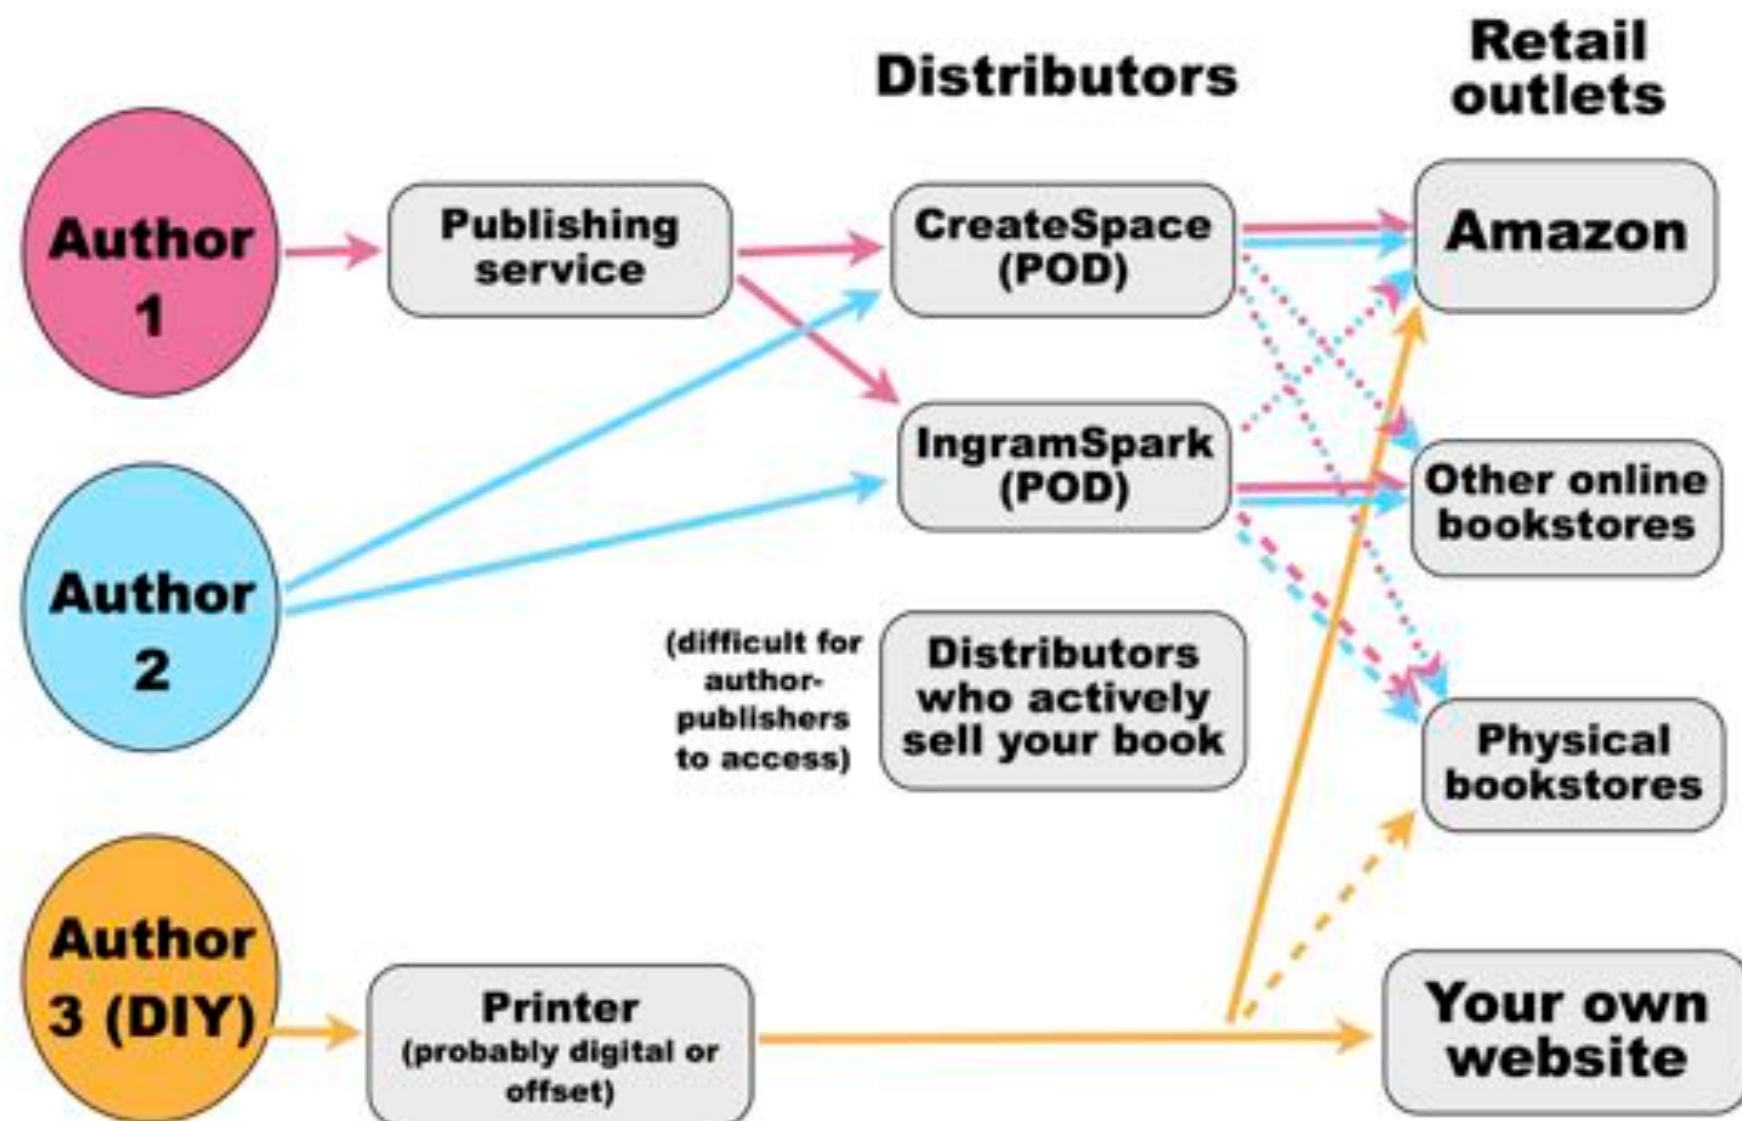 Distributors
Retail
outlets
Author
1
Publishing
service
CreateSpace
(POD)
Amazon
IngramSpark
(POD)
Other online
bookstores
Author
2
(difficult for
author-
publishers
to access)
Distributors
who actively
sell your book
Physical
bookstores
Author
3 (DIY)
Printer
(probably digital or
offset)
Your own
website